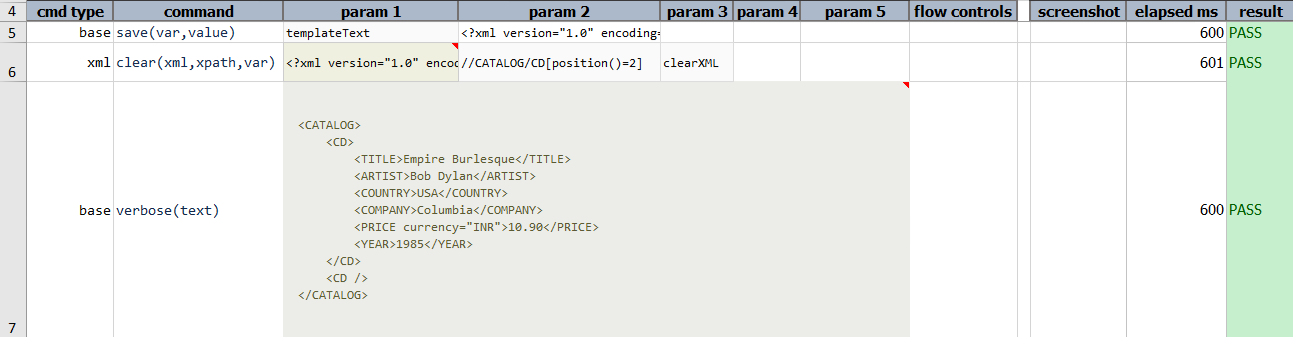 4 cmd type command param 1 param 2 param 3 param 4 param 5 flow controls screenshot elapsed ms result
5 base save(var,value) templateText <?xml version="1.0" encoding= 600 PASS
6 xml clear(xml,xpath,var) <?xml version="1.0" encod //CATALOG/CD[position()=2] clearXML 601 PASS
<CATALOG>
<CD>
<TITLE>Empire Burlesque</TITLE>
<ARTIST>Bob Dylan</ARTIST>
<COUNTRY>USA</COUNTRY>
7 base verbose(text) <COMPANY>Columbia</COMPANY> 600 PASS
<PRICE currency="INR">10.90</PRICE>
<YEAR>1985</YEAR>
</CD>
<CD />
</CATALOG>